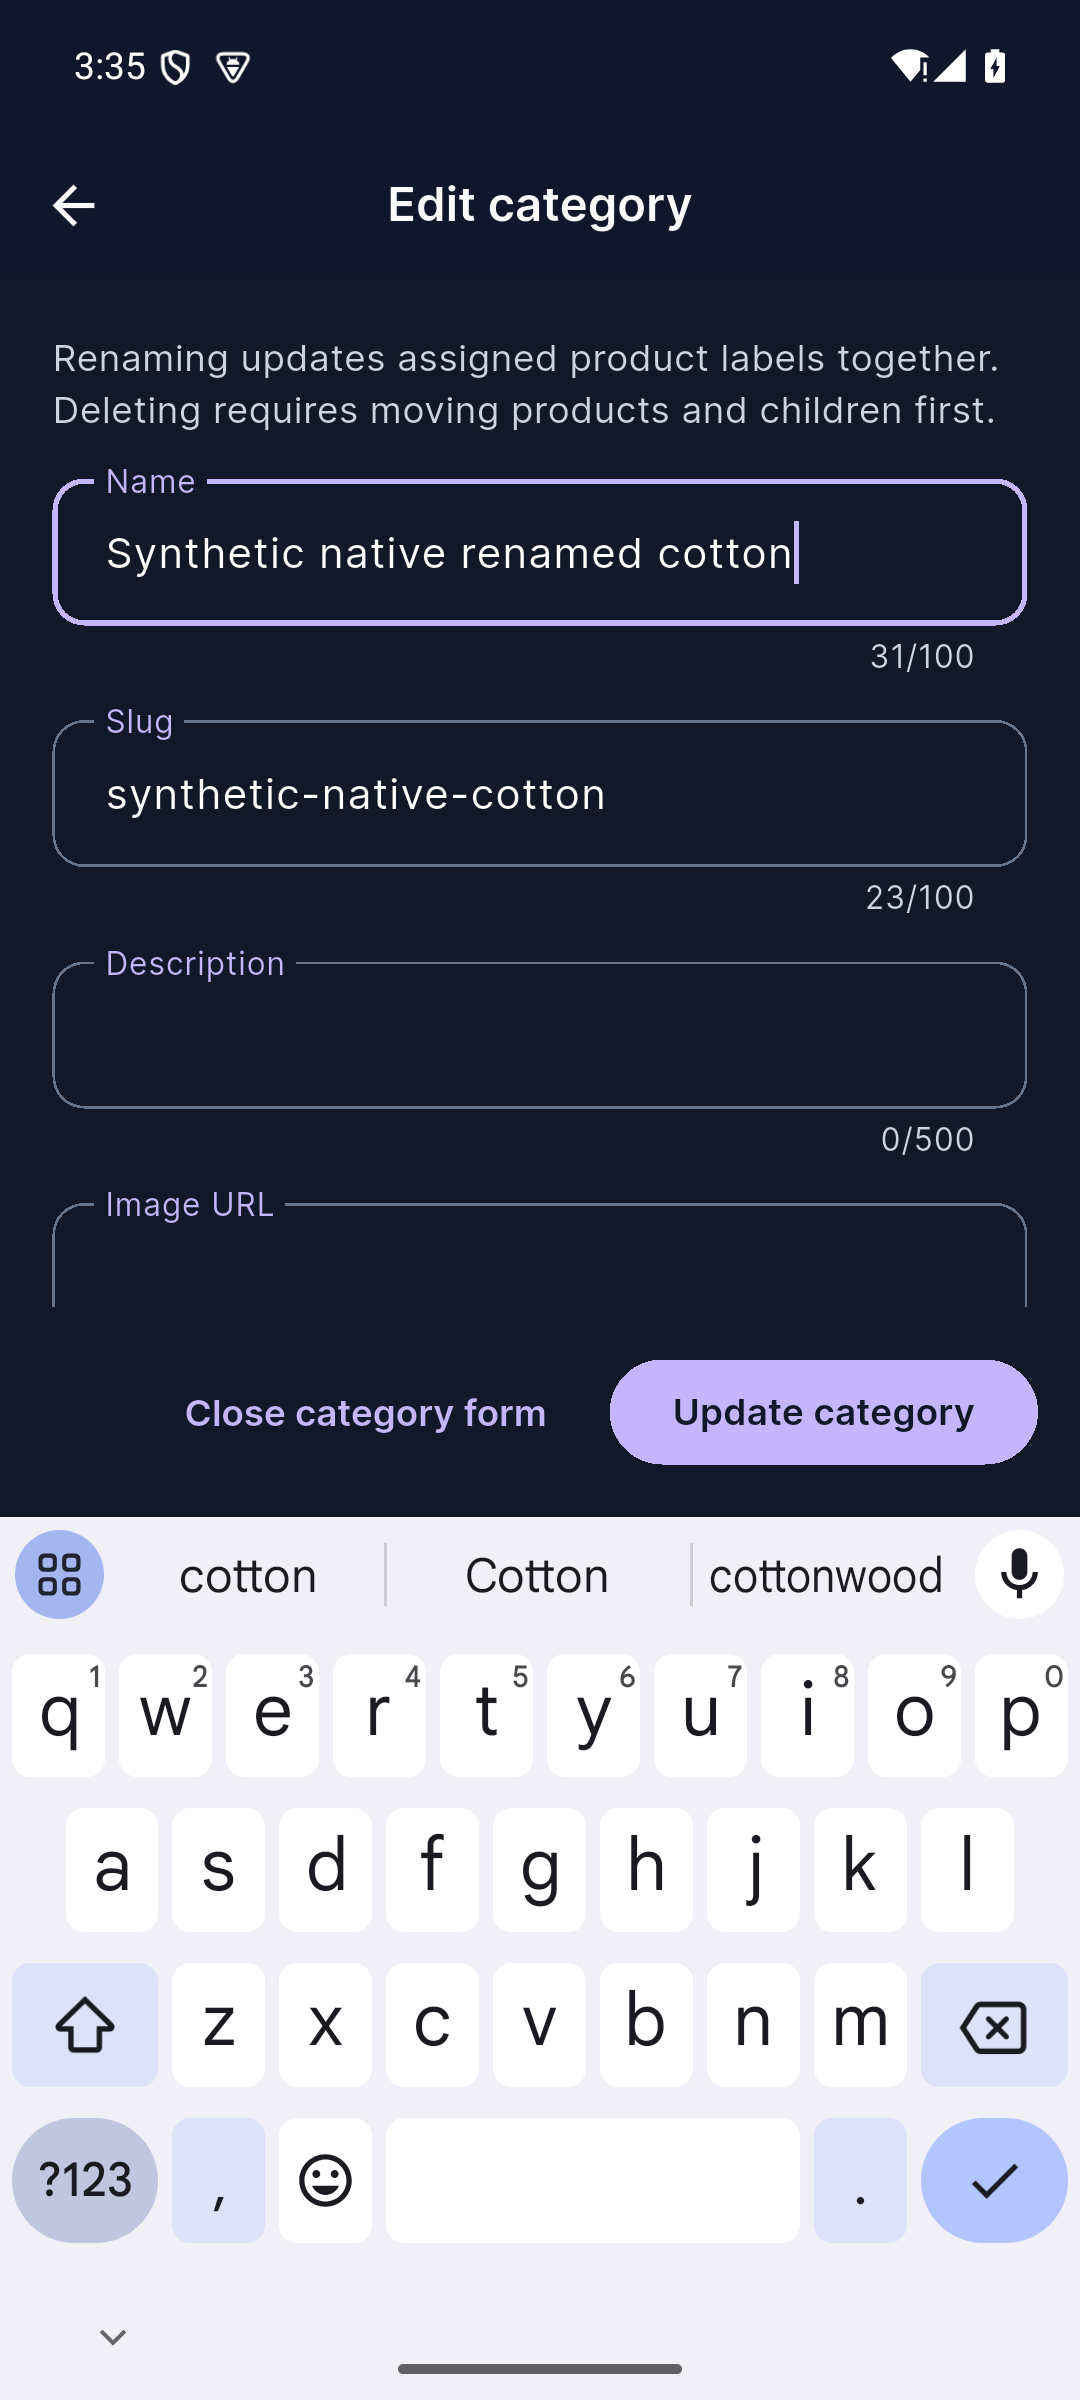 3:35
Edit category
Renaming updates assigned product labels together.
Deleting requires moving products and children first.
Name
Synthetic native renamed cotton
31/100
Slug
synthetic-native-cotton
23/100
Description
0/500
Image URL
Close category form
Update category
cotton
Cotton
cottonwood
q1 w2 e3 r4 t5 y6 u7 i8 o9 p0
a s d f g h j k l
z x c v b n m
?123 , .